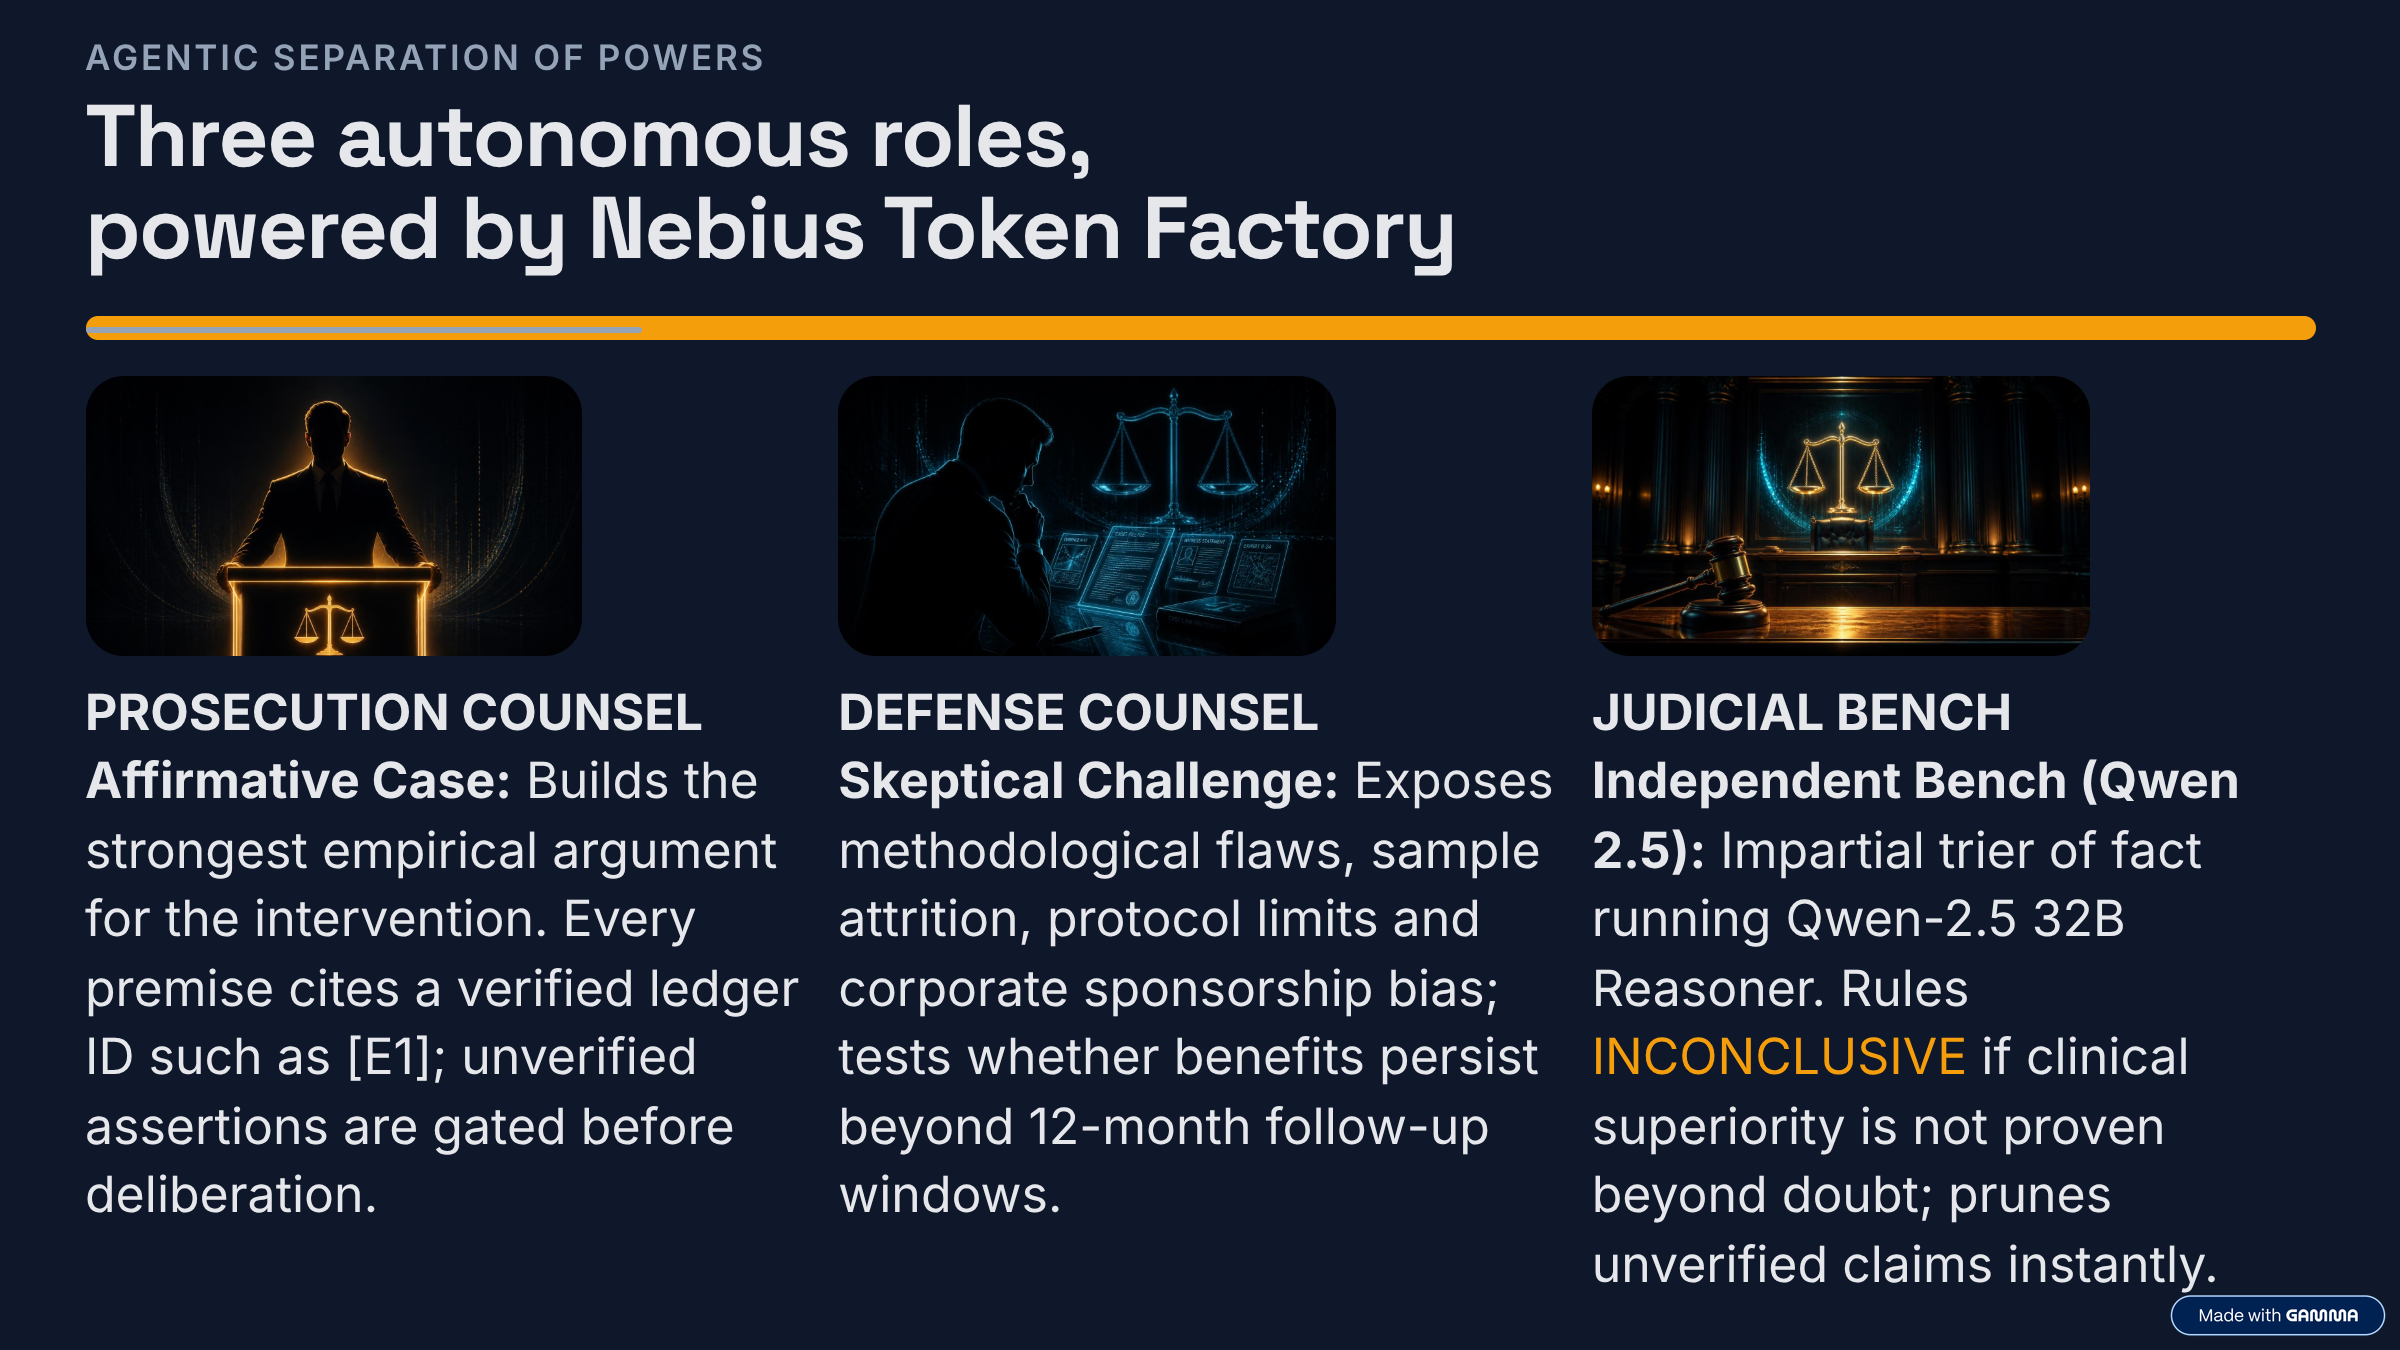 AGENTIC SEPARATION OF POWERS
Three autonomous roles,
powered by Nebius Token Factory
PROSECUTION COUNSEL
Affirmative Case: Builds the
strongest empirical argument
for the intervention. Every
premise cites a verified ledger
ID such as [E1]; unverified
assertions are gated before
deliberation.
DEFENSE COUNSEL
Skeptical Challenge: Exposes
methodological flaws, sample
attrition, protocol limits and
corporate sponsorship bias;
tests whether benefits persist
beyond 12-month follow-up
windows.
JUDICIAL BENCH
Independent Bench (Qwen
2.5): Impartial trier of fact
running Qwen-2.5 32B
Reasoner. Rules
INCONCLUSIVE if clinical
superiority is not proven
beyond doubt; prunes
unverified claims instantly.
Made with GAMMA